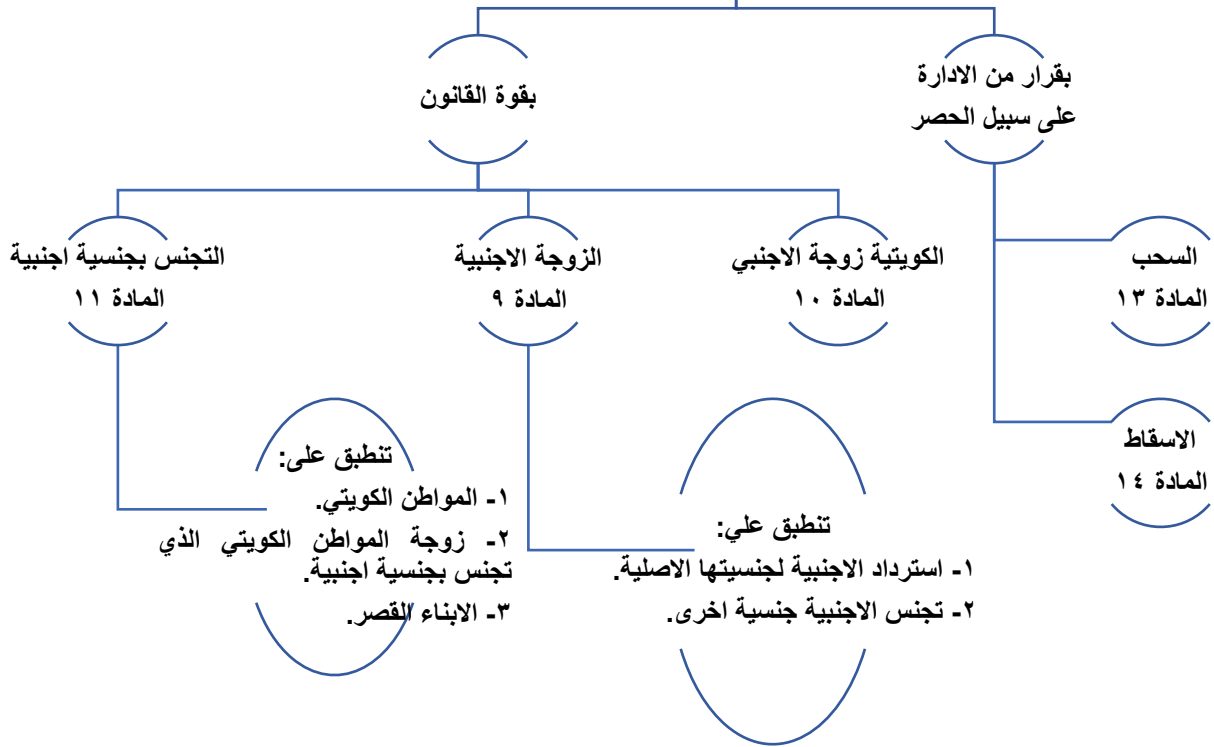 بقرار من الادارة
على سبيل الحصر
بقوة القانون
السحب
المادة ١٣
الاسقاط
المادة ١٤
الكويتية زوجة الاجنبي
المادة ١٠
الزوجة الاجنبية
المادة ٩
التجنس بجنسية اجنبية
المادة ١١
تنطبق علي:
١- استرداد الاجنبية لجنسيتها الاصلية.
٢- تجنس الاجنبية جنسية اخرى.
تنطبق على:
١- المواطن الكويتي.
٢- زوجة المواطن الكويتي الذي
تجنس بجنسية اجنبية.
٣- الابناء القصر.